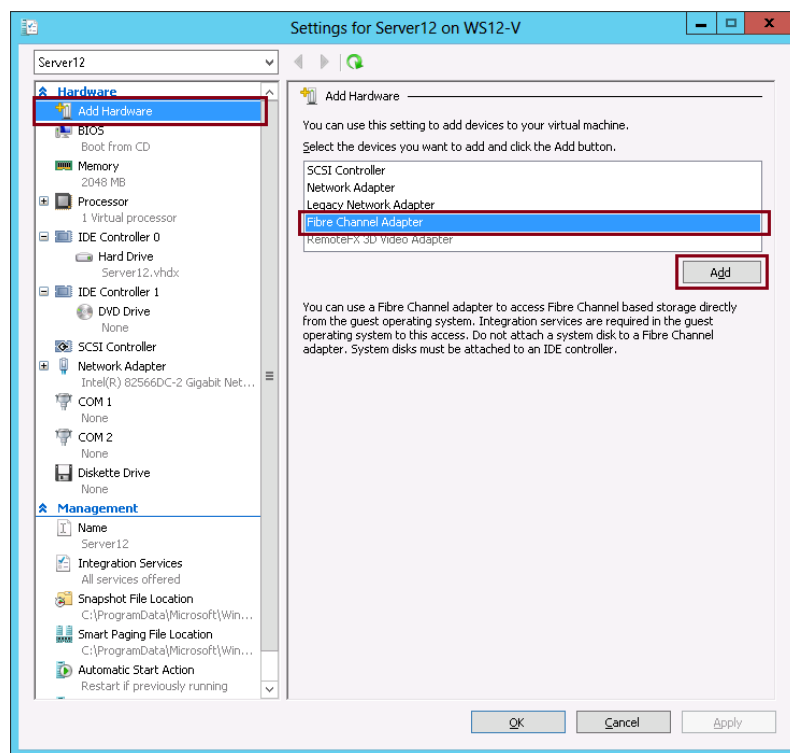 Settings for Server12 on WS12-V
Server12
Hardware
Add Hardware
BIOS
Boot from CD
Memory
2048 MB
Processor
1 Virtual processor
IDE Controller 0
Hard Drive
Server12.vhdx
IDE Controller 1
DVD Drive
None
SCSI Controller
Network Adapter
Intel(R) 82566DC-2 Gigabit Net...
COM 1
None
COM 2
None
Diskette Drive
None
Management
Name
Server12
Integration Services
All services offered
Snapshot File Location
C:\ProgramData\Microsoft\Win...
Smart Paging File Location
C:\ProgramData\Microsoft\Win...
Automatic Start Action
Restart if previously running
Add Hardware
You can use this setting to add devices to your virtual machine.
Select the devices you want to add and click the Add button.
SCSI Controller
Network Adapter
Legacy Network Adapter
Fibre Channel Adapter
RemoteFX 3D Video Adapter
Add
You can use a Fibre Channel adapter to access Fibre Channel based storage directly
from the guest operating system. Integration services are required in the guest
operating system to this access. Do not attach a system disk to a Fibre Channel
adapter. System disks must be attached to an IDE controller.
OK
Cancel
Apply